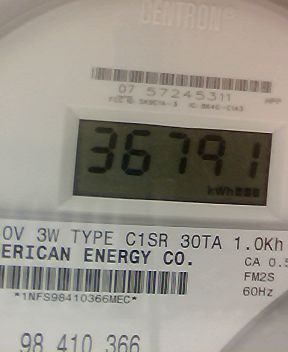 CENTRON®
07 57245311
36791
kWh
0V 3W TYPE C1SR 30TA 1.0Kh
ERICAN ENERGY CO.
CA 0.5
FM2S
*1NFS98410366MEC*
60Hz
98 410 366